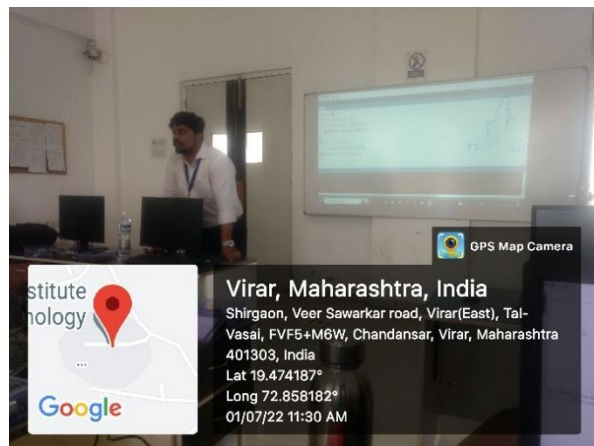 GPS Map Camera
stitute
nology
Google
Virar, Maharashtra, India
Shirgaon, Veer Sawarkar road, Virar(East), Tal-
Vasai, FVF5+M6W, Chandansar, Virar, Maharashtra
401303, India
Lat 19.474187°
Long 72.858182°
01/07/22 11:30 AM